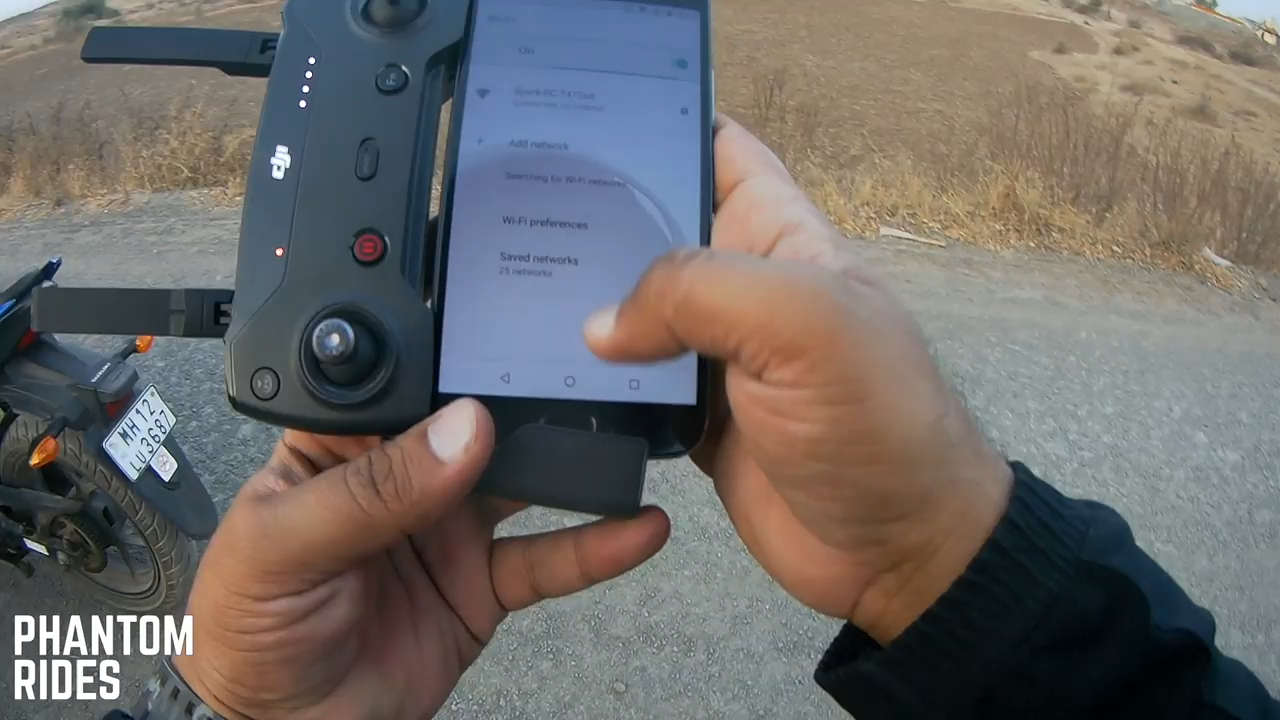 On
Add network
Searching for Wi-Fi networks
Wi-Fi preferences
Saved networks
25 networks
dji
MH 12
LU 3687
PHANTOM
RIDES